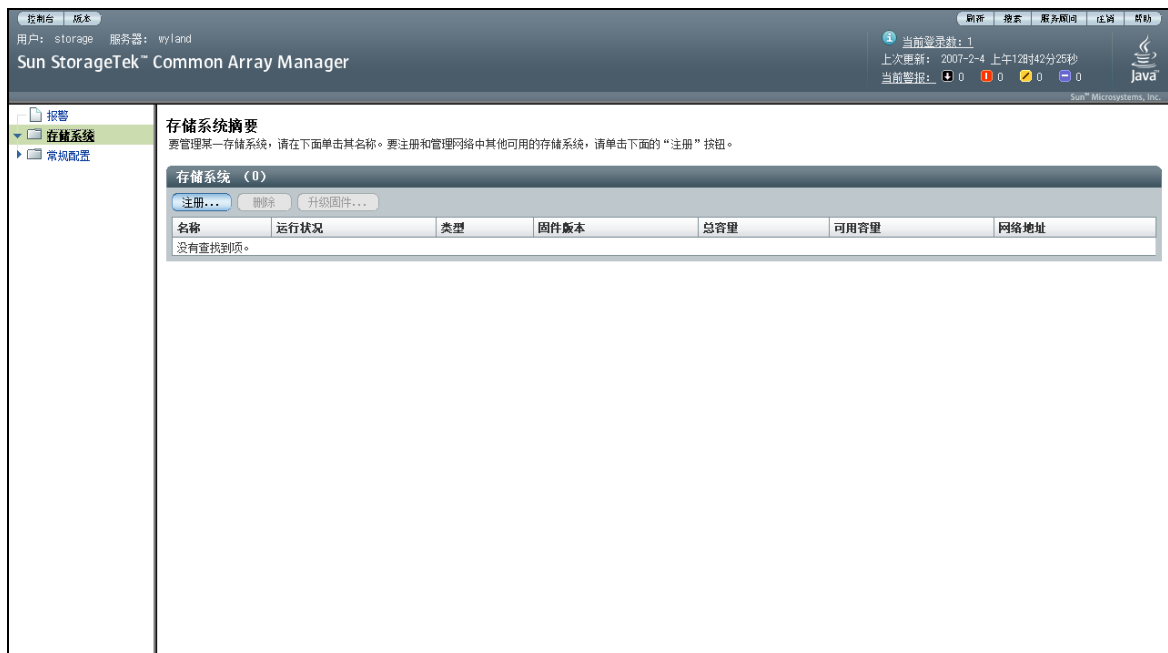 控制台 版本 刷新 搜索 服务顾问 注销 帮助
用户: storage 服务器: wyland
当前登录数: 1
Sun StorageTek™ Common Array Manager
上次更新: 2007-2-4 上午12时42分25秒
当前警报: 0 0 0 0
Java™
Sun™ Microsystems, Inc.
报警
存储系统
常规配置
存储系统摘要
要管理某一存储系统,请在下面单击其名称。要注册和管理网络中其他可用的存储系统,请单击下面的“注册”按钮。
存储系统 (0)
注册... 删除 升级固件...
名称 运行状况 类型 固件版本 总容量 可用容量 网络地址
没有查找到项。